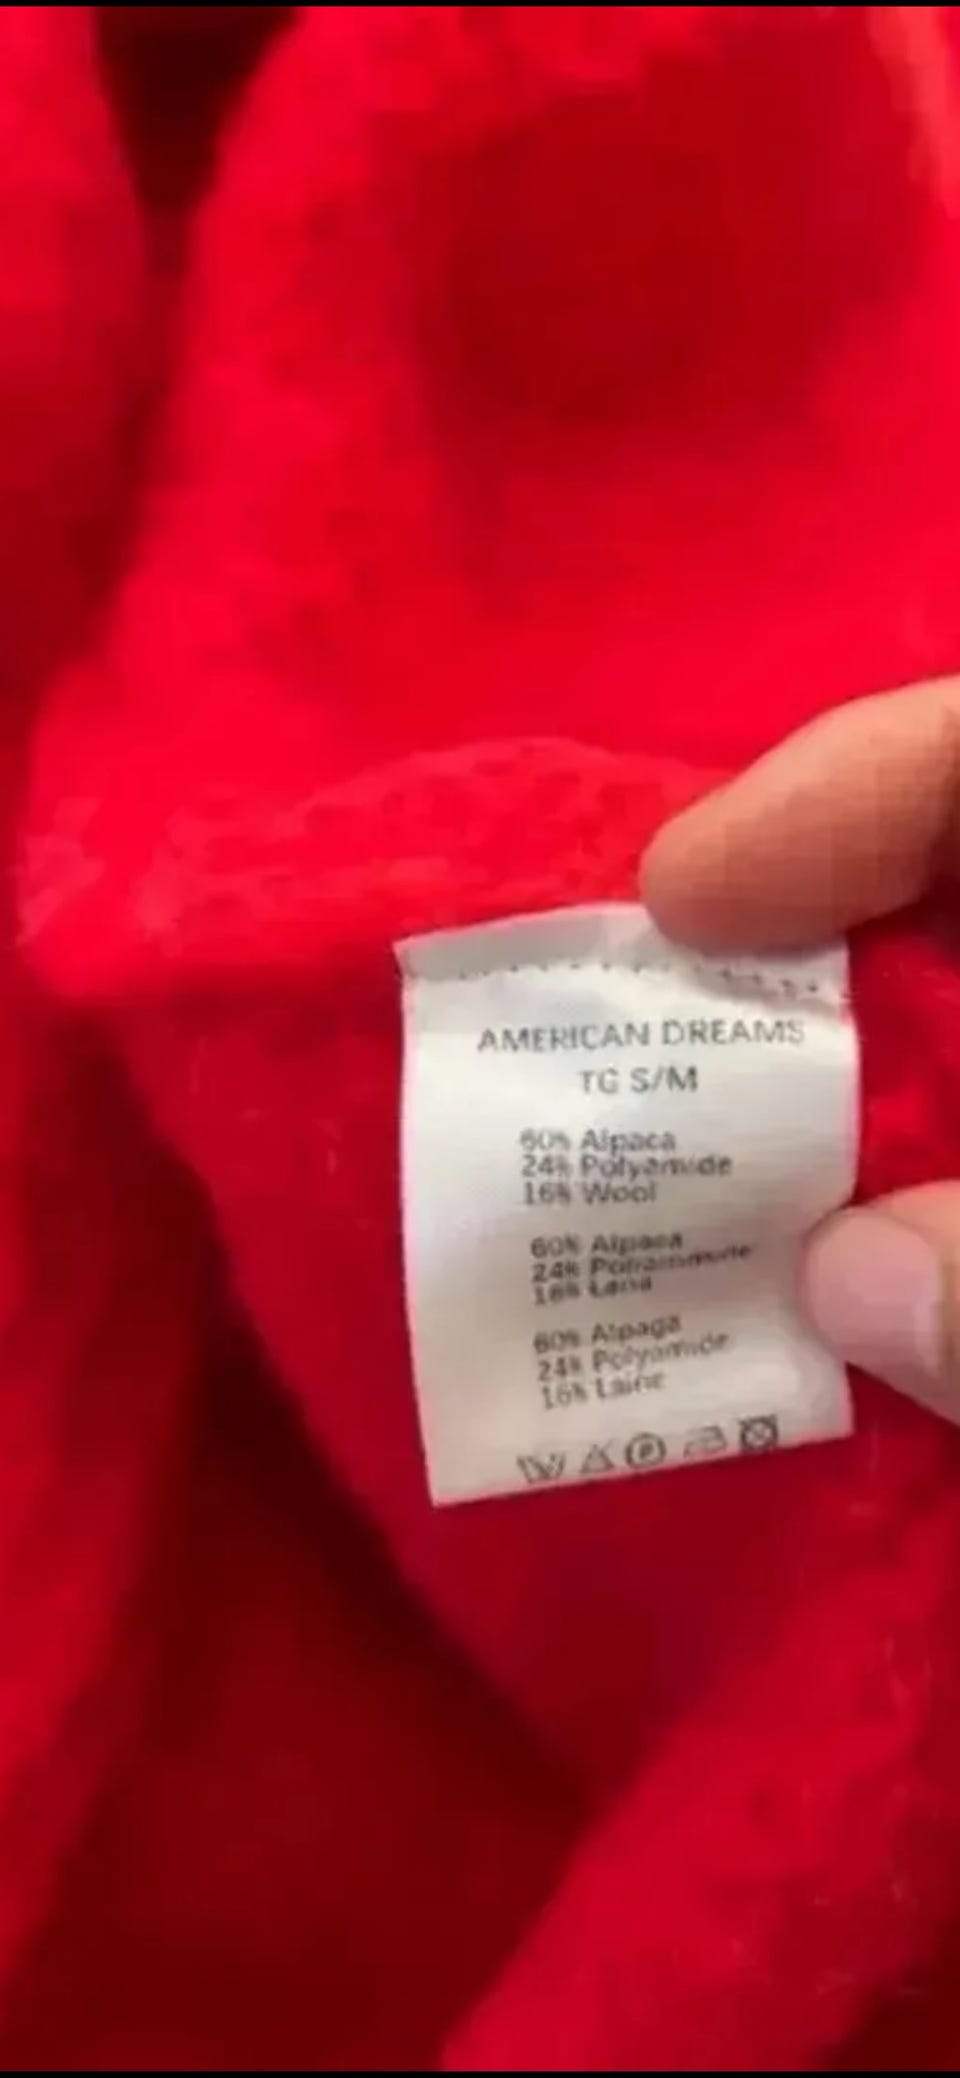 AMERICAN DREAMS
TG S/M
60% Alpaca
24% Polyamide
16% Wool
60% Alpaca
24% Poliammide
16% Lana
60% Alpaga
24% Polyamide
16% Laine
P